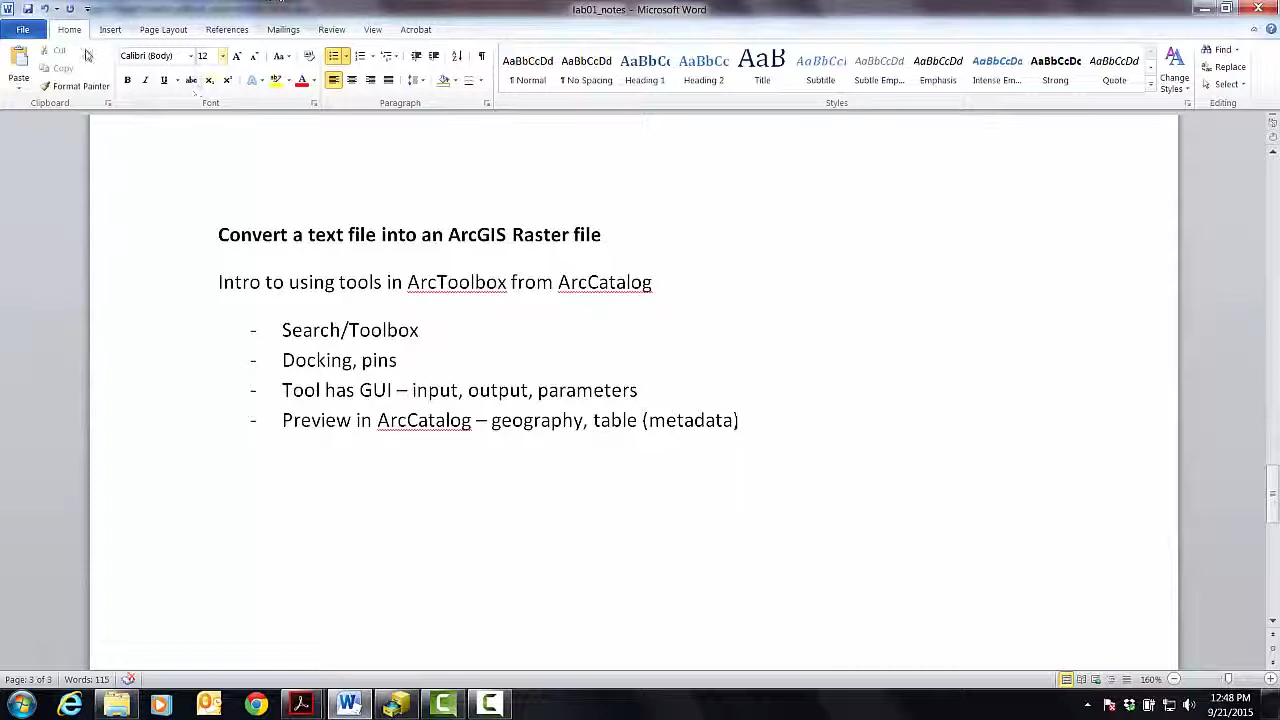 lab01_notes - Microsoft Word
File Home Insert Page Layout References Mailings Review View Acrobat
Paste
Cut
Copy
Format Painter
Clipboard
Calibri (Body) 12
Font
Paragraph
AaBbCcDd AaBbCcDd AaBbCc AaBbCc AaB AaBbCcDd AaBbCcDd AaBbCcDd AaBbCcDd AaBbCcDd AaBbCcDd
¶ Normal ¶ No Spacing Heading 1 Heading 2 Title Subtitle Subtle Emp... Emphasis Intense Em... Strong Quote
Change Styles
Styles
Find
Replace
Select
Editing
Convert a text file into an ArcGIS Raster file
Intro to using tools in ArcToolbox from ArcCatalog
- Search/Toolbox
- Docking, pins
- Tool has GUI – input, output, parameters
- Preview in ArcCatalog – geography, table (metadata)
Page: 3 of 3 Words: 115 160%
12:48 PM
9/21/2015